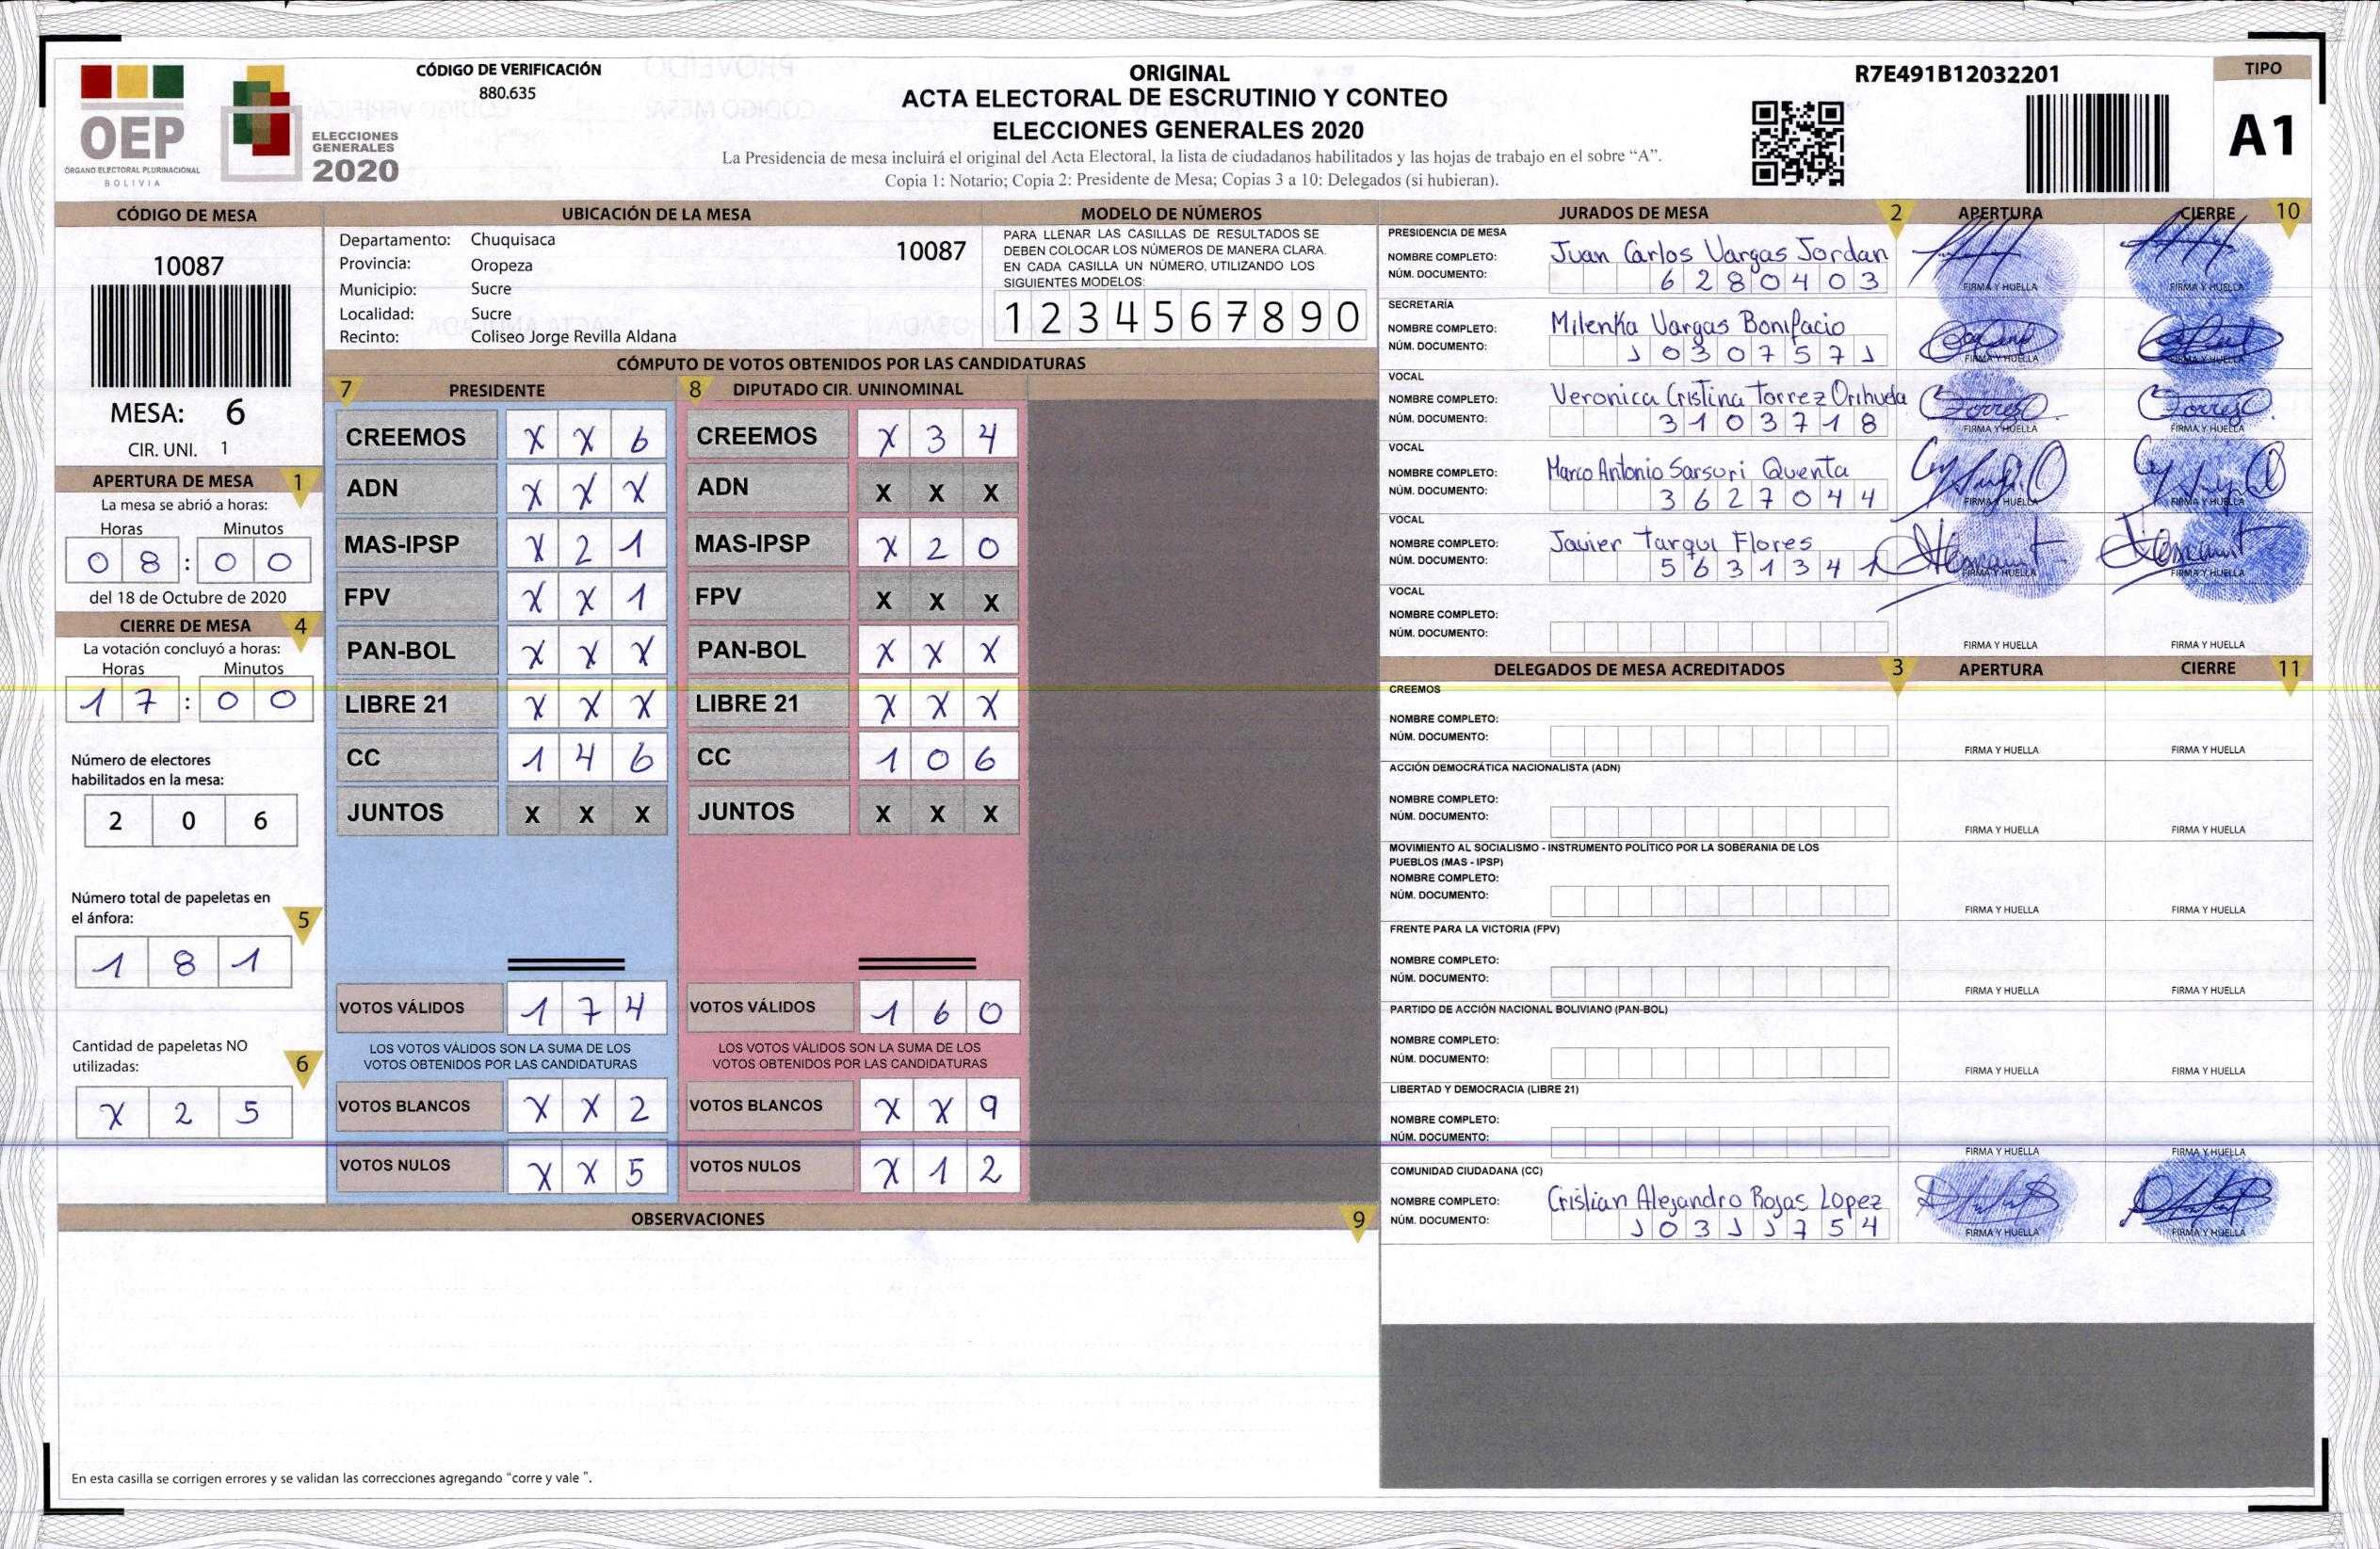 OEP
ÓRGANO ELECTORAL PLURINACIONAL
BOLIVIA
ELECCIONES
GENERALES
2020
CÓDIGO DE VERIFICACIÓN
880.635
ORIGINAL
ACTA ELECTORAL DE ESCRUTINIO Y CONTEO
ELECCIONES GENERALES 2020
La Presidencia de mesa incluirá el original del Acta Electoral, la lista de ciudadanos habilitados y las hojas de trabajo en el sobre “A”.
Copia 1: Notario; Copia 2: Presidente de Mesa; Copias 3 a 10: Delegados (si hubieran).
R7E491B12032201
TIPO
A1
CÓDIGO DE MESA
10087
MESA: 6
CIR. UNI. 1
APERTURA DE MESA 1
La mesa se abrió a horas:
Horas Minutos
0 8 : 0 0
del 18 de Octubre de 2020
CIERRE DE MESA 4
La votación concluyó a horas:
Horas Minutos
1 7 : 0 0
Número de electores
habilitados en la mesa:
2 0 6
Número total de papeletas en
el ánfora: 5
1 8 1
Cantidad de papeletas NO
utilizadas: 6
X 2 5
UBICACIÓN DE LA MESA
Departamento: Chuquisaca 10087
Provincia: Oropeza
Municipio: Sucre
Localidad: Sucre
Recinto: Coliseo Jorge Revilla Aldana
MODELO DE NÚMEROS
PARA LLENAR LAS CASILLAS DE RESULTADOS SE
DEBEN COLOCAR LOS NÚMEROS DE MANERA CLARA.
EN CADA CASILLA UN NÚMERO, UTILIZANDO LOS
SIGUIENTES MODELOS:
1 2 3 4 5 6 7 8 9 0
CÓMPUTO DE VOTOS OBTENIDOS POR LAS CANDIDATURAS
7 PRESIDENTE
CREEMOS X X 6
ADN X X X
MAS-IPSP X 2 1
FPV X X 1
PAN-BOL X X X
LIBRE 21 X X X
CC 1 4 6
JUNTOS X X X
VOTOS VÁLIDOS 1 7 4
LOS VOTOS VÁLIDOS SON LA SUMA DE LOS
VOTOS OBTENIDOS POR LAS CANDIDATURAS
VOTOS BLANCOS X X 2
VOTOS NULOS X X 5
8 DIPUTADO CIR. UNINOMINAL
CREEMOS X 3 4
ADN X X X
MAS-IPSP X 2 0
FPV X X X
PAN-BOL X X X
LIBRE 21 X X X
CC 1 0 6
JUNTOS X X X
VOTOS VÁLIDOS 1 6 0
LOS VOTOS VÁLIDOS SON LA SUMA DE LOS
VOTOS OBTENIDOS POR LAS CANDIDATURAS
VOTOS BLANCOS X X 9
VOTOS NULOS X 1 2
OBSERVACIONES 9
En esta casilla se corrigen errores y se validan las correcciones agregando “corre y vale ”.
JURADOS DE MESA 2 APERTURA CIERRE 10
PRESIDENCIA DE MESA
NOMBRE COMPLETO: Juan Carlos Vargas Jordan
NÚM. DOCUMENTO: 6 2 8 0 4 0 3
FIRMA Y HUELLA FIRMA Y HUELLA
SECRETARIA
NOMBRE COMPLETO: Milenka Vargas Bonifacio
NÚM. DOCUMENTO: 1 0 3 0 7 5 7 1
FIRMA Y HUELLA FIRMA Y HUELLA
VOCAL
NOMBRE COMPLETO: Veronica Cristina Torrez Orihuela
NÚM. DOCUMENTO: 3 1 0 3 7 1 8
FIRMA Y HUELLA FIRMA Y HUELLA
VOCAL
NOMBRE COMPLETO: Marco Antonio Sarsuri Quenta
NÚM. DOCUMENTO: 3 6 2 7 0 4 4
FIRMA Y HUELLA FIRMA Y HUELLA
VOCAL
NOMBRE COMPLETO: Javier Tarqui Flores
NÚM. DOCUMENTO: 5 6 3 1 3 4 1
FIRMA Y HUELLA FIRMA Y HUELLA
VOCAL
NOMBRE COMPLETO:
NÚM. DOCUMENTO:
FIRMA Y HUELLA FIRMA Y HUELLA
DELEGADOS DE MESA ACREDITADOS 3 APERTURA CIERRE 11
CREEMOS
NOMBRE COMPLETO:
NÚM. DOCUMENTO:
FIRMA Y HUELLA FIRMA Y HUELLA
ACCIÓN DEMOCRÁTICA NACIONALISTA (ADN)
NOMBRE COMPLETO:
NÚM. DOCUMENTO:
FIRMA Y HUELLA FIRMA Y HUELLA
MOVIMIENTO AL SOCIALISMO - INSTRUMENTO POLÍTICO POR LA SOBERANIA DE LOS
PUEBLOS (MAS - IPSP)
NOMBRE COMPLETO:
NÚM. DOCUMENTO:
FIRMA Y HUELLA FIRMA Y HUELLA
FRENTE PARA LA VICTORIA (FPV)
NOMBRE COMPLETO:
NÚM. DOCUMENTO:
FIRMA Y HUELLA FIRMA Y HUELLA
PARTIDO DE ACCIÓN NACIONAL BOLIVIANO (PAN-BOL)
NOMBRE COMPLETO:
NÚM. DOCUMENTO:
FIRMA Y HUELLA FIRMA Y HUELLA
LIBERTAD Y DEMOCRACIA (LIBRE 21)
NOMBRE COMPLETO:
NÚM. DOCUMENTO:
FIRMA Y HUELLA FIRMA Y HUELLA
COMUNIDAD CIUDADANA (CC)
NOMBRE COMPLETO: Cristian Alejandro Rojas Lopez
NÚM. DOCUMENTO: 1 0 3 1 1 7 5 4
FIRMA Y HUELLA FIRMA Y HUELLA